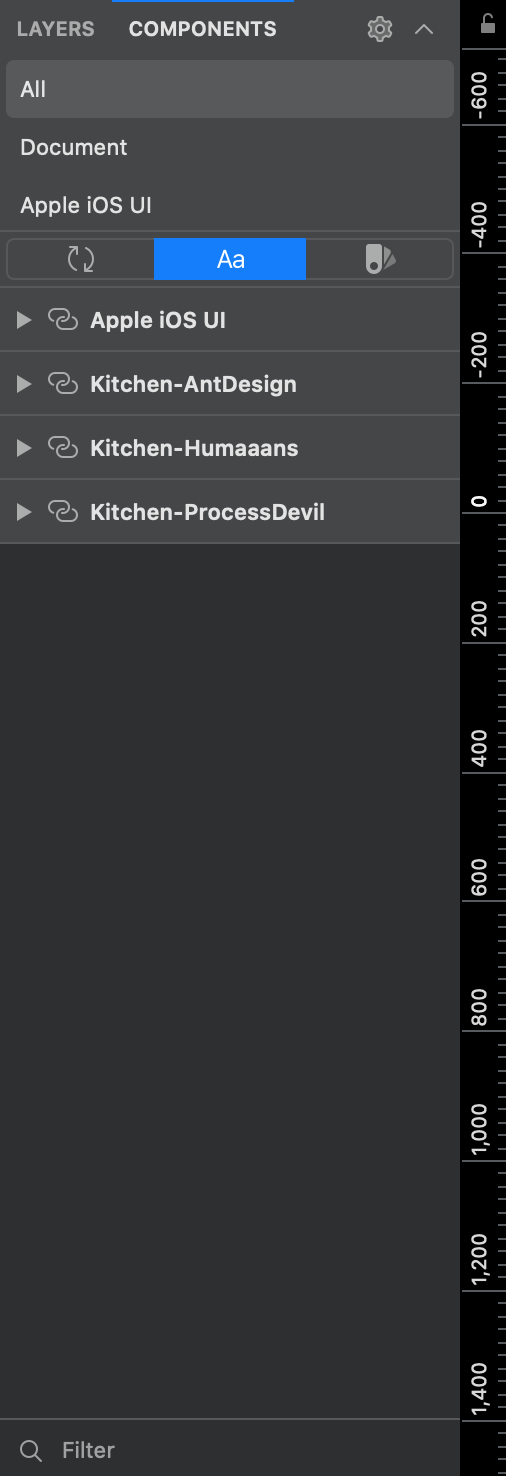 LAYERS COMPONENTS
All
Document
Apple iOS UI
Aa
Apple iOS UI
Kitchen-AntDesign
Kitchen-Humaaans
Kitchen-ProcessDevil
Filter
-600
-400
-200
0
200
400
600
800
1,000
1,200
1,400